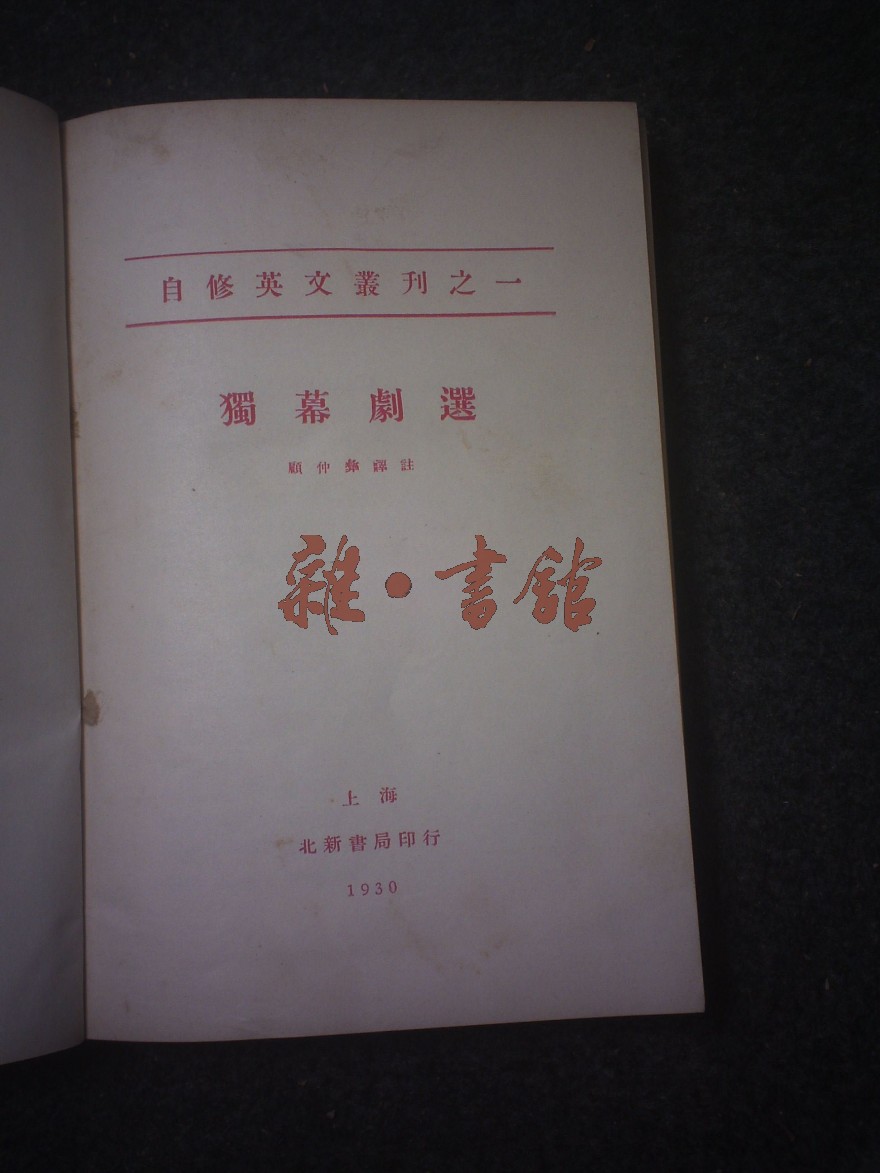 自修英文叢刊之一
獨幕劇選
顧仲彝譯註
雜·書館
上海
北新書局印行
1930